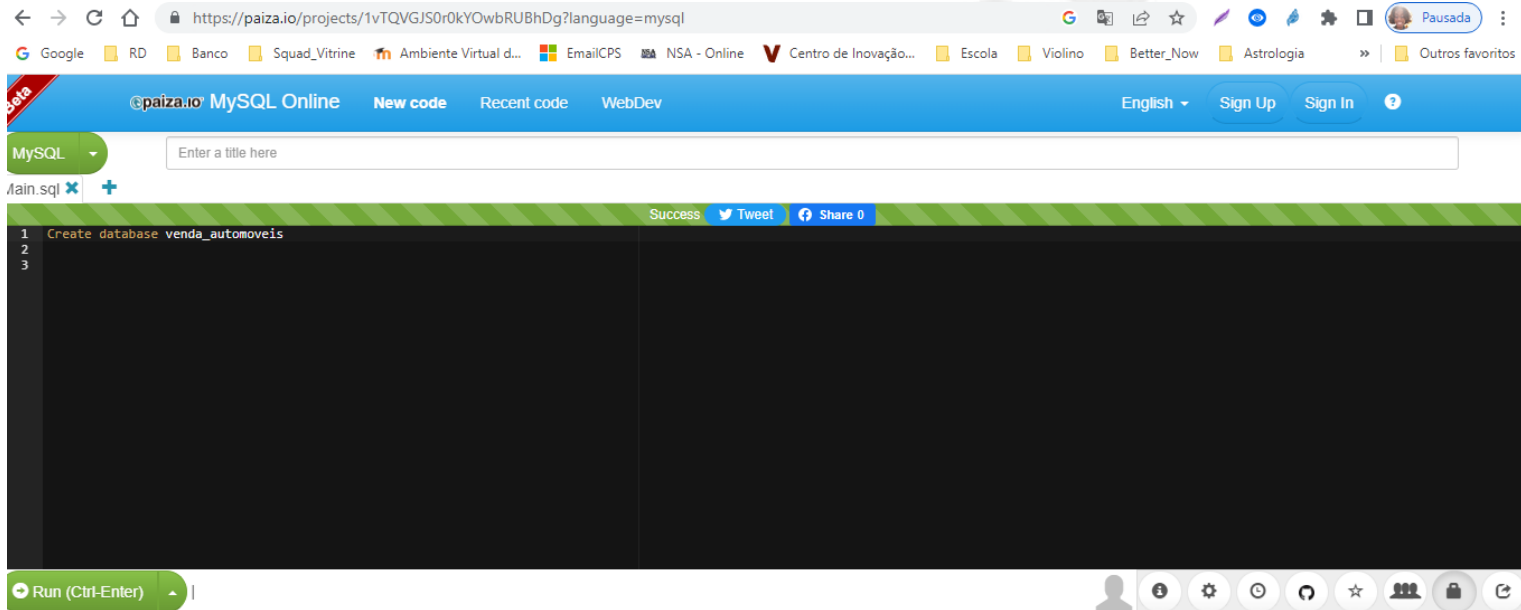 https://paiza.io/projects/1vTQVGJS0r0kYOwbRUBhDg?language=mysql
Pausada
Google RD Banco Squad_Vitrine Ambiente Virtual d... EmailCPS NSA - Online Centro de Inovação... Escola Violino Better_Now Astrologia » Outros favoritos
Beta
paiza.io MySQL Online New code Recent code WebDev English Sign Up Sign In
MySQL Enter a title here
Main.sql
Success Tweet Share 0
1 Create database venda_automoveis
2
3
Run (Ctrl-Enter)